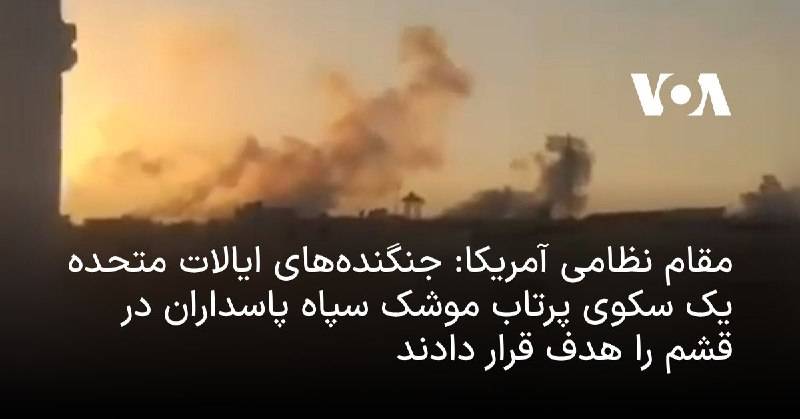 VOA
مقام نظامی آمریکا: جنگنده‌های ایالات متحده
یک سکوی پرتاب موشک سپاه پاسداران در
قشم را هدف قرار دادند